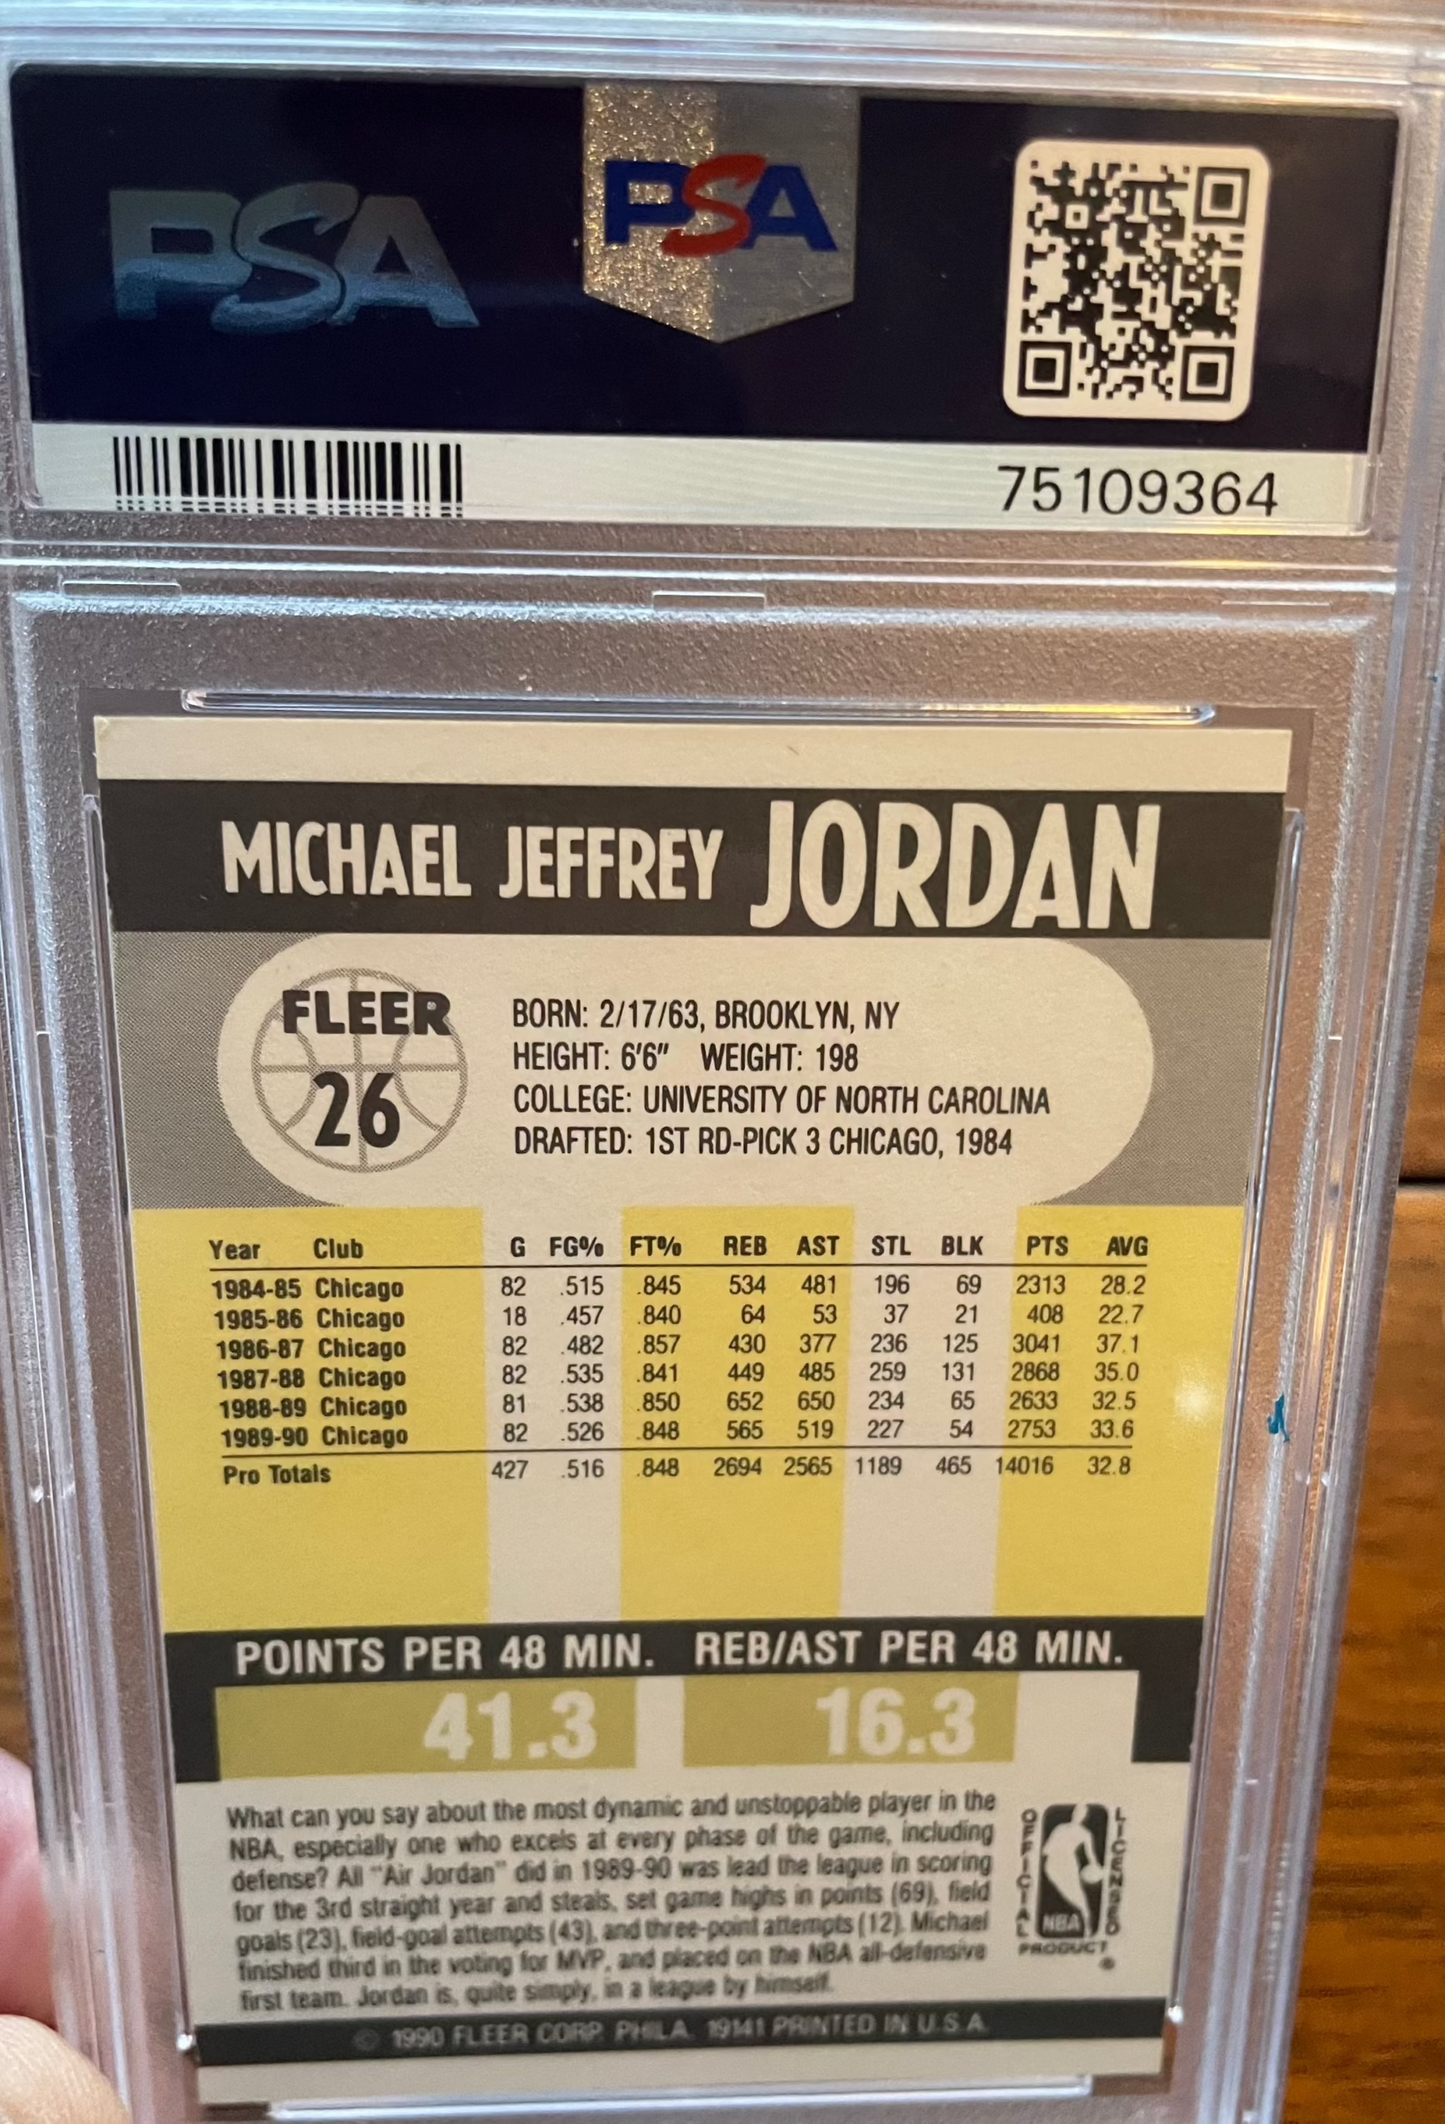 PSA
PSA
75109364
MICHAEL JEFFREY JORDAN
FLEER
26
BORN: 2/17/63, BROOKLYN, NY
HEIGHT: 6'6" WEIGHT: 198
COLLEGE: UNIVERSITY OF NORTH CAROLINA
DRAFTED: 1ST RD-PICK 3 CHICAGO, 1984
Year Club G FG% FT% REB AST STL BLK PTS AVG
1984-85 Chicago 82 .515 .845 534 481 196 69 2313 28.2
1985-86 Chicago 18 .457 .840 64 53 37 21 408 22.7
1986-87 Chicago 82 .482 .857 430 377 236 125 3041 37.1
1987-88 Chicago 82 .535 .841 449 485 259 131 2868 35.0
1988-89 Chicago 81 .538 .850 652 650 234 65 2633 32.5
1989-90 Chicago 82 .526 .848 565 519 227 54 2753 33.6
Pro Totals 427 .516 .848 2694 2565 1189 465 14016 32.8
POINTS PER 48 MIN. REB/AST PER 48 MIN.
41.3 16.3
What can you say about the most dynamic and unstoppable player in the
NBA, especially one who excels at every phase of the game, including
defense? All "Air Jordan" did in 1989-90 was lead the league in scoring
for the 3rd straight year and steals, set game highs in points (69), field
goals (23), field-goal attempts (43), and three-point attempts (12). Michael
finished third in the voting for MVP, and placed on the NBA all-defensive
first team. Jordan is, quite simply, in a league by himself.
OFFICIAL
LICENSED
NBA
PRODUCT
®
© 1990 FLEER CORP. PHILA. 19141 PRINTED IN U.S.A.